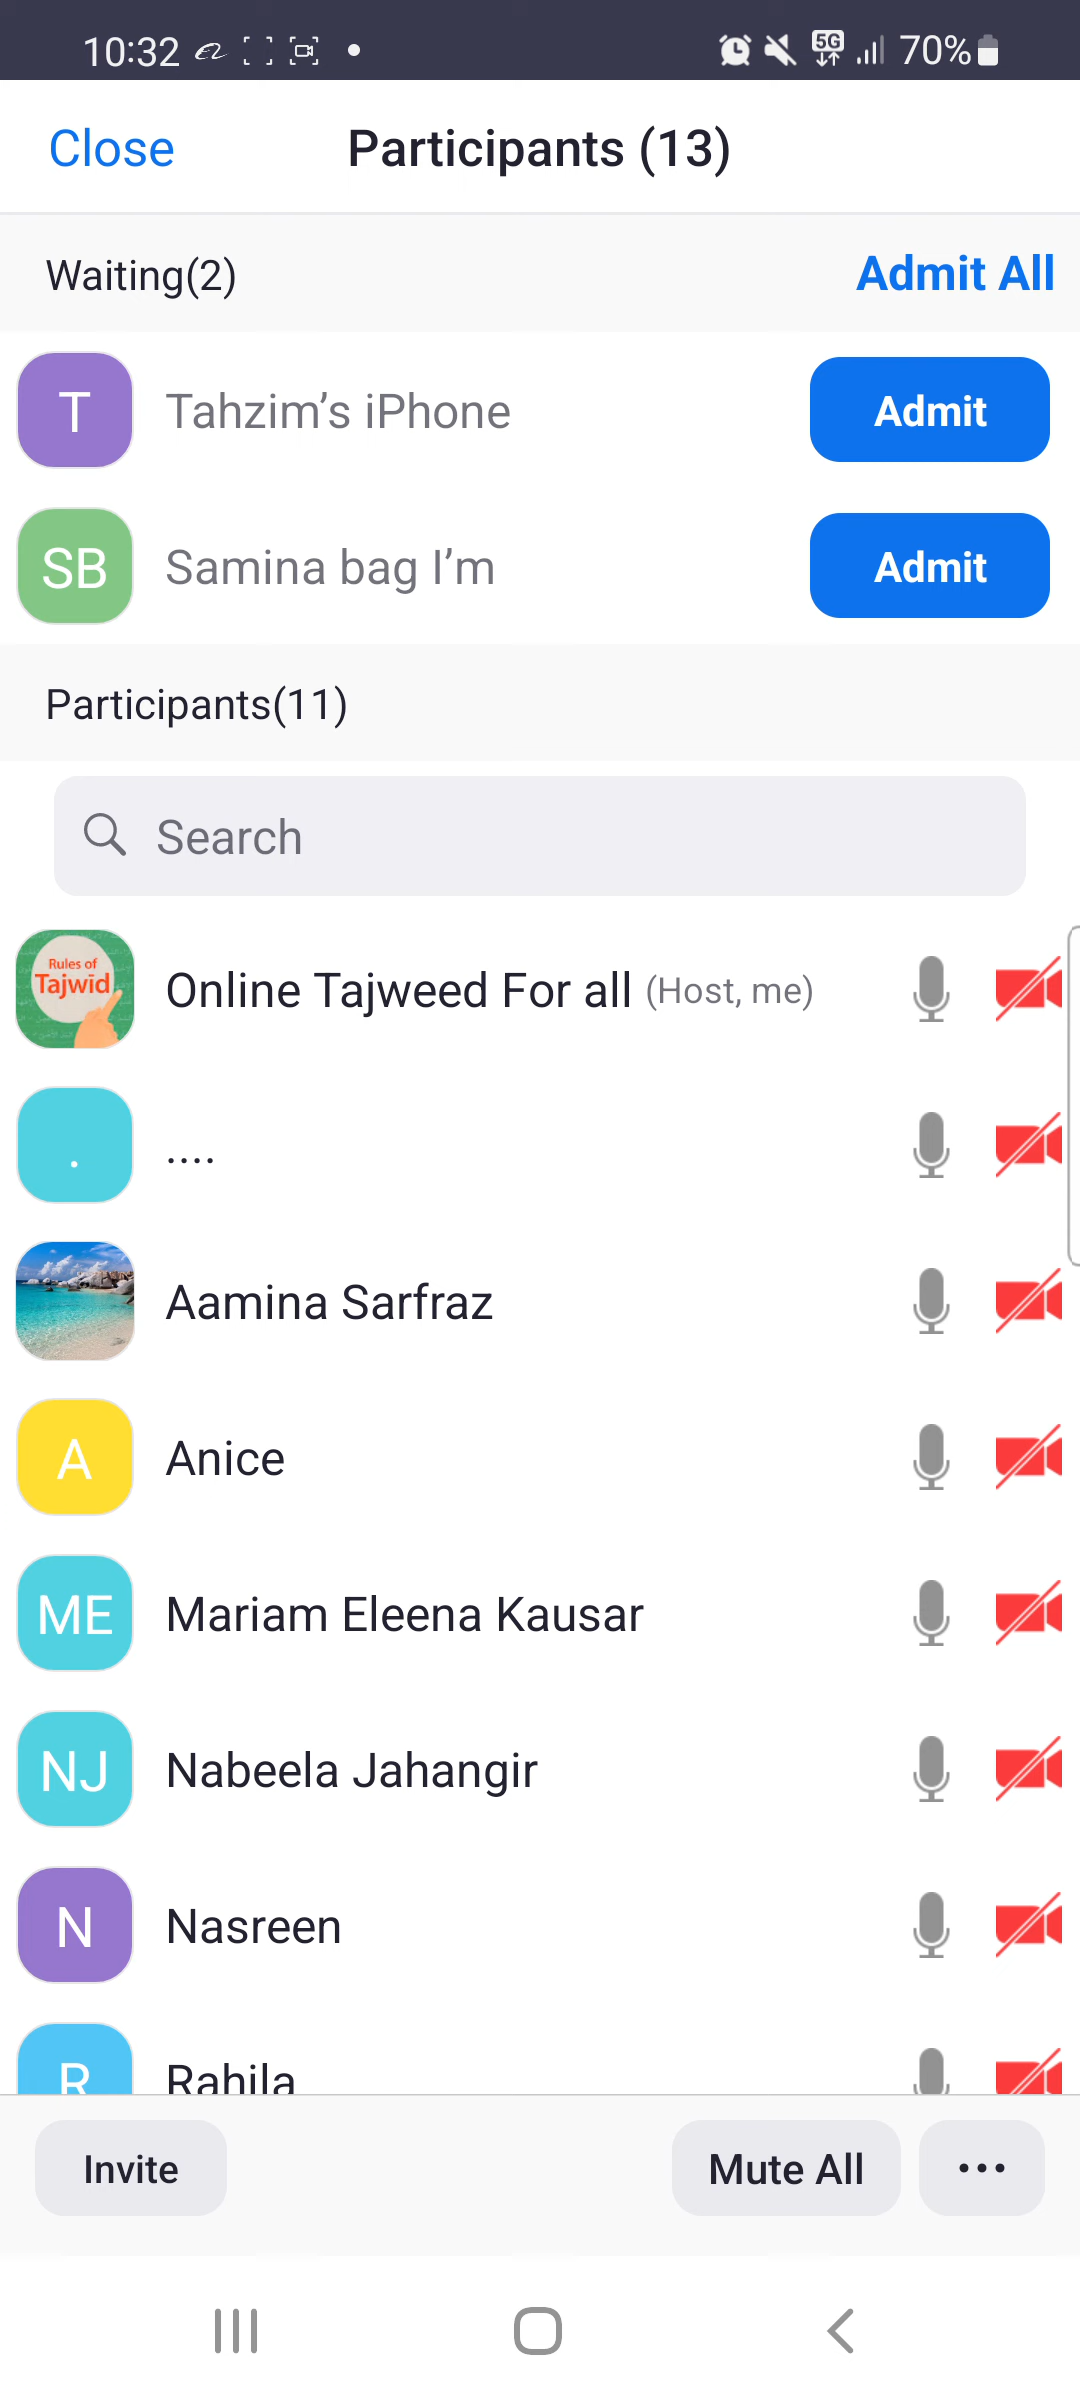 10:32 70%
5G
Close Participants (13)
Waiting(2) Admit All
T Tahzim’s iPhone Admit
SB Samina bag I’m Admit
Participants(11)
Search
Rules of
Tajwīd
Online Tajweed For all (Host, me)
. ....
Aamina Sarfraz
A Anice
ME Mariam Eleena Kausar
NJ Nabeela Jahangir
N Nasreen
R Rahila
Invite Mute All ...